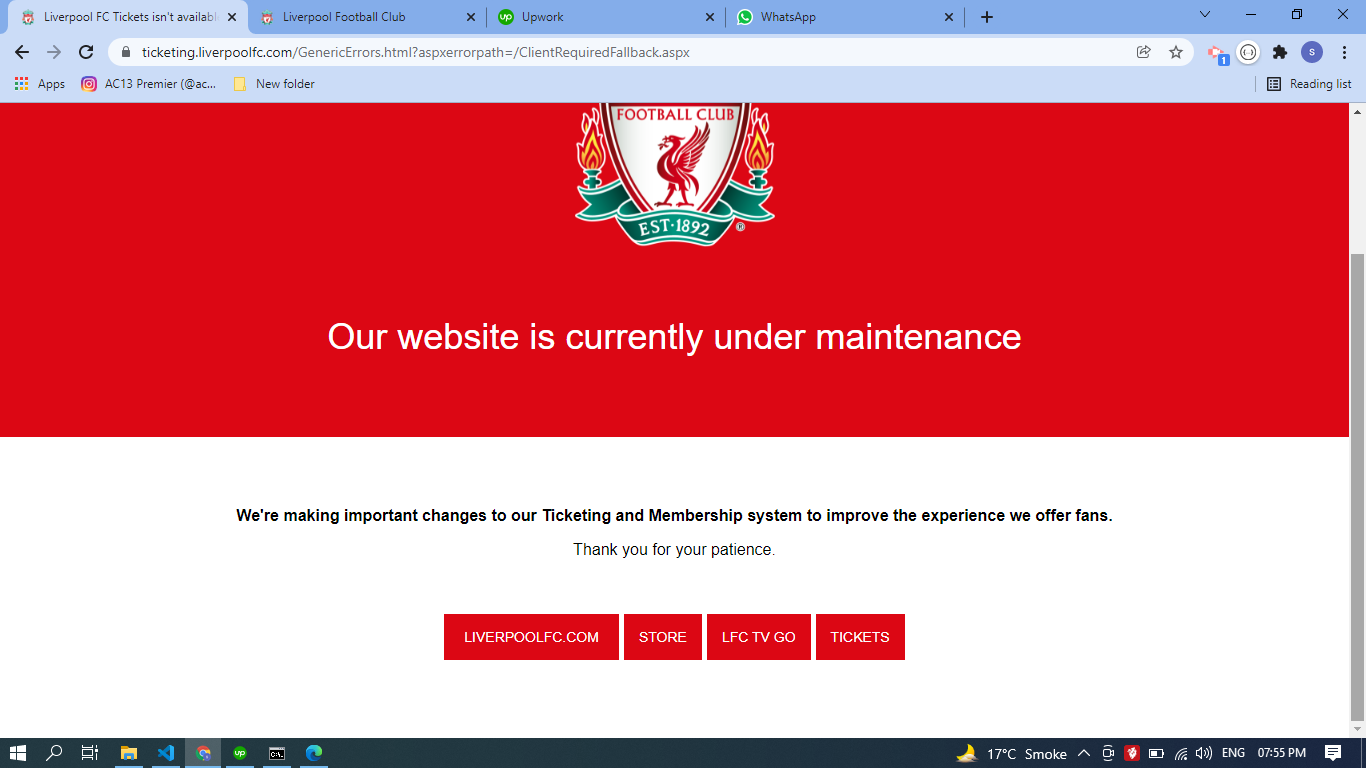 Liverpool FC Tickets isn't availabl
Liverpool Football Club
Upwork
WhatsApp
ticketing.liverpoolfc.com/GenericErrors.html?aspxerrorpath=/ClientRequiredFallback.aspx
1
S
Apps
AC13 Premier (@ac...
New folder
Reading list
FOOTBALL CLUB
EST·1892
®
Our website is currently under maintenance
We're making important changes to our Ticketing and Membership system to improve the experience we offer fans.
Thank you for your patience.
LIVERPOOLFC.COM
STORE
LFC TV GO
TICKETS
up
C:\.
up
17°C Smoke
ENG
07:55 PM